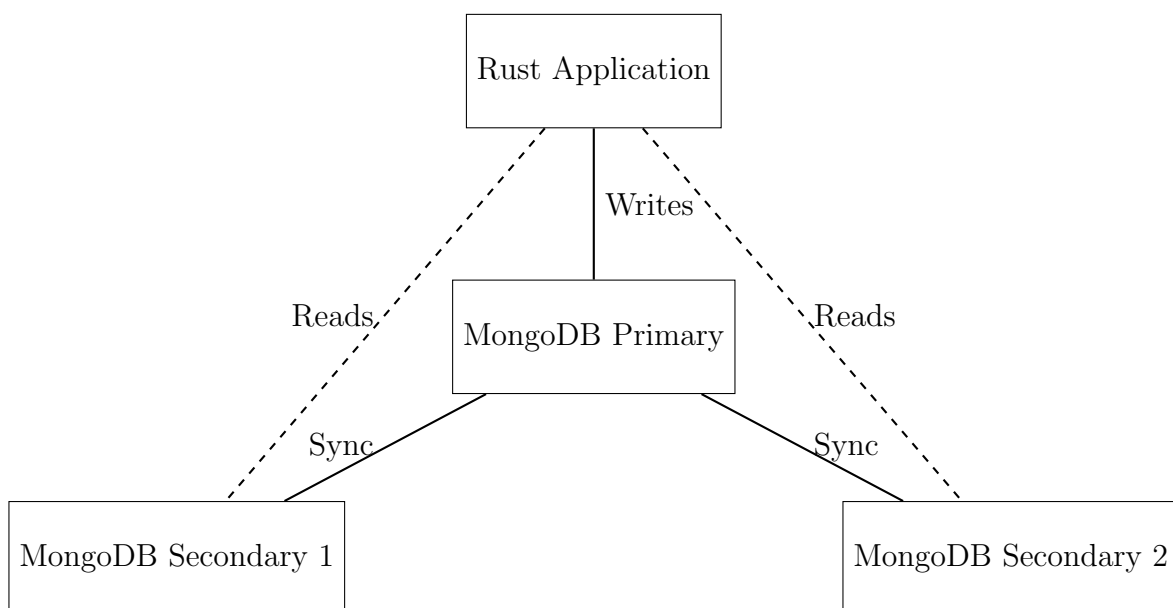 Rust Application
Writes
Reads
Reads
MongoDB Primary
Sync
Sync
MongoDB Secondary 1
MongoDB Secondary 2